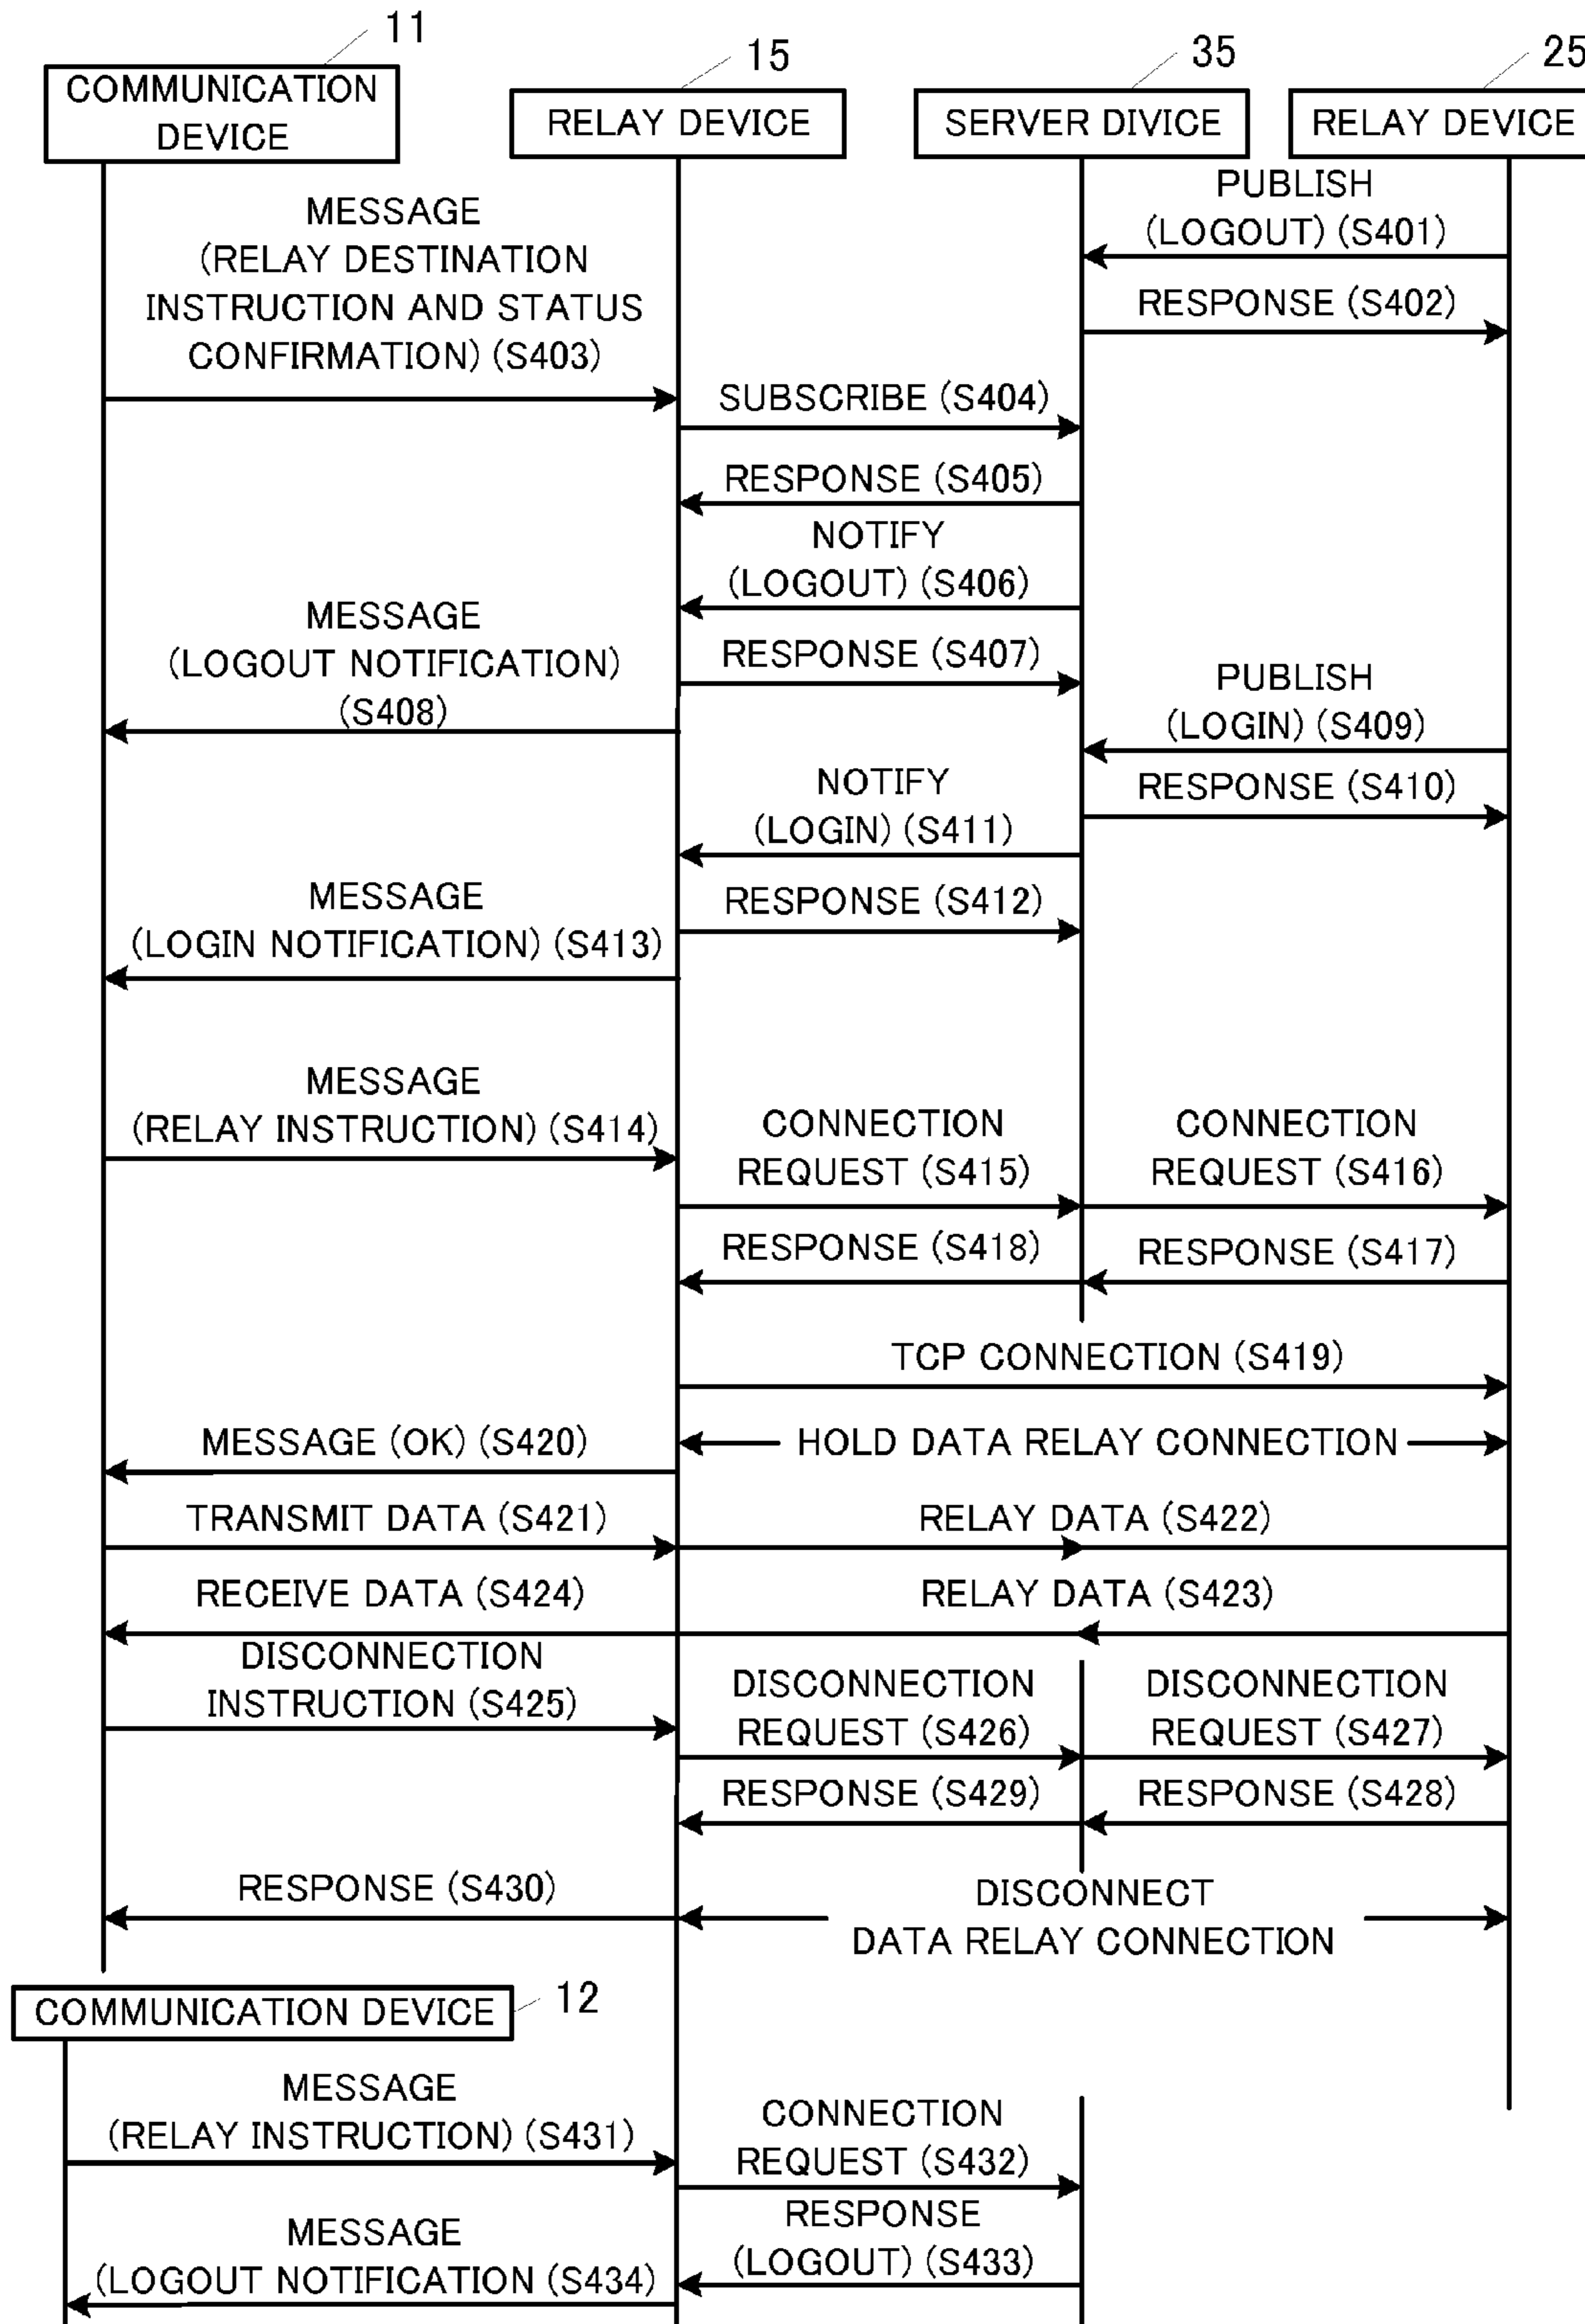 11
15
35
25
COMMUNICATION
DEVICE
RELAY DEVICE
SERVER DIVICE
RELAY DEVICE
PUBLISH
(LOGOUT) (S401)
MESSAGE
(RELAY DESTINATION
INSTRUCTION AND STATUS
CONFIRMATION) (S403)
RESPONSE (S402)
SUBSCRIBE (S404)
RESPONSE (S405)
NOTIFY
(LOGOUT) (S406)
MESSAGE
(LOGOUT NOTIFICATION)
(S408)
RESPONSE (S407)
PUBLISH
(LOGIN) (S409)
NOTIFY
(LOGIN) (S411)
RESPONSE (S410)
MESSAGE
(LOGIN NOTIFICATION) (S413)
RESPONSE (S412)
MESSAGE
(RELAY INSTRUCTION) (S414)
CONNECTION
REQUEST (S415)
CONNECTION
REQUEST (S416)
RESPONSE (S418)
RESPONSE (S417)
TCP CONNECTION (S419)
MESSAGE (OK) (S420)
HOLD DATA RELAY CONNECTION
TRANSMIT DATA (S421)
RELAY DATA (S422)
RECEIVE DATA (S424)
RELAY DATA (S423)
DISCONNECTION
INSTRUCTION (S425)
DISCONNECTION
REQUEST (S426)
DISCONNECTION
REQUEST (S427)
RESPONSE (S429)
RESPONSE (S428)
RESPONSE (S430)
DISCONNECT
DATA RELAY CONNECTION
COMMUNICATION DEVICE
12
MESSAGE
(RELAY INSTRUCTION) (S431)
CONNECTION
REQUEST (S432)
MESSAGE
(LOGOUT NOTIFICATION (S434)
RESPONSE
(LOGOUT) (S433)